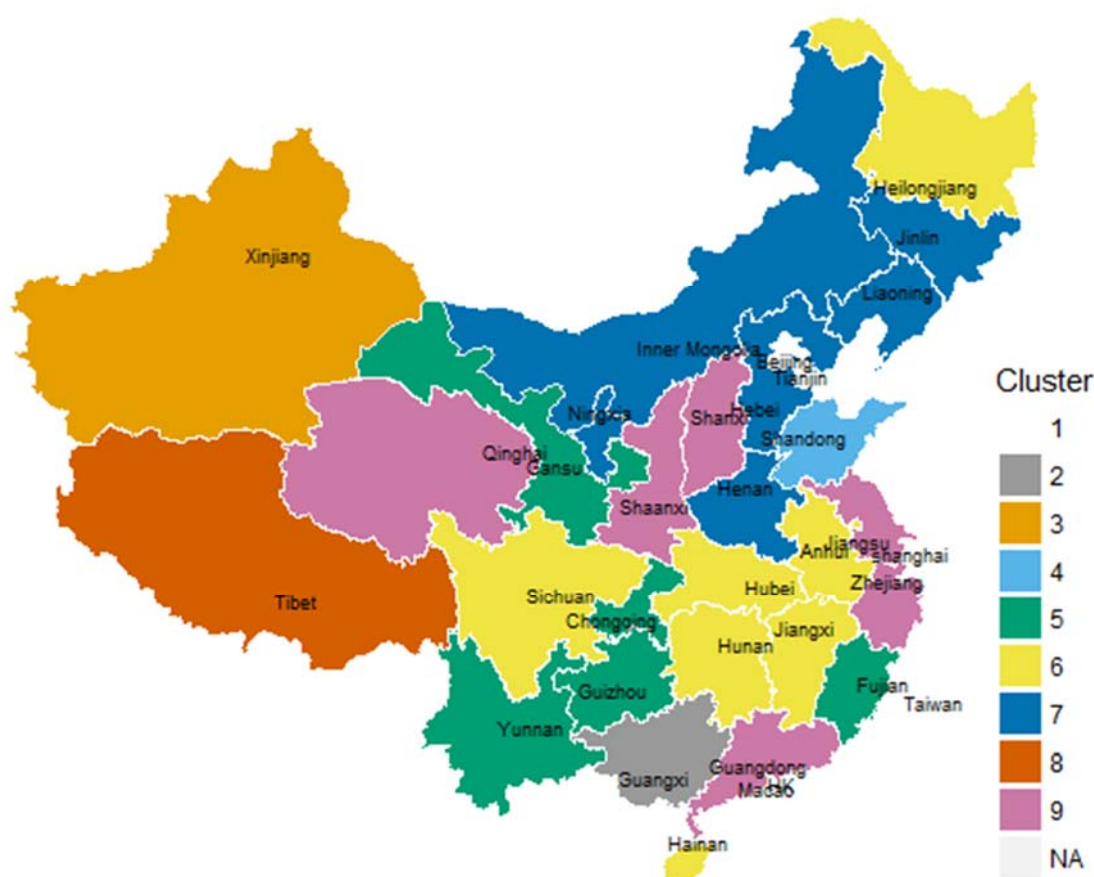 Heilongjiang
Jinlin
Xinjiang
Liaoning
Inner Mongolia
Beijing
Tianjin
Cluster
Ningxia
Shanxi
Hebei
1
Shandong
Qinghai
Gansu
2
Henan
Shaanxi
3
Jiangsu
Anhui
shanghai
4
Zhejiang
Hubei
Tibet
Sichuan
5
Chongqing
Jiangxi
Hunan
6
Guizhou
Fujian
Taiwan
7
Yunnan
8
Guangdong
Guangxi
HK
Macao
9
Hainan
NA